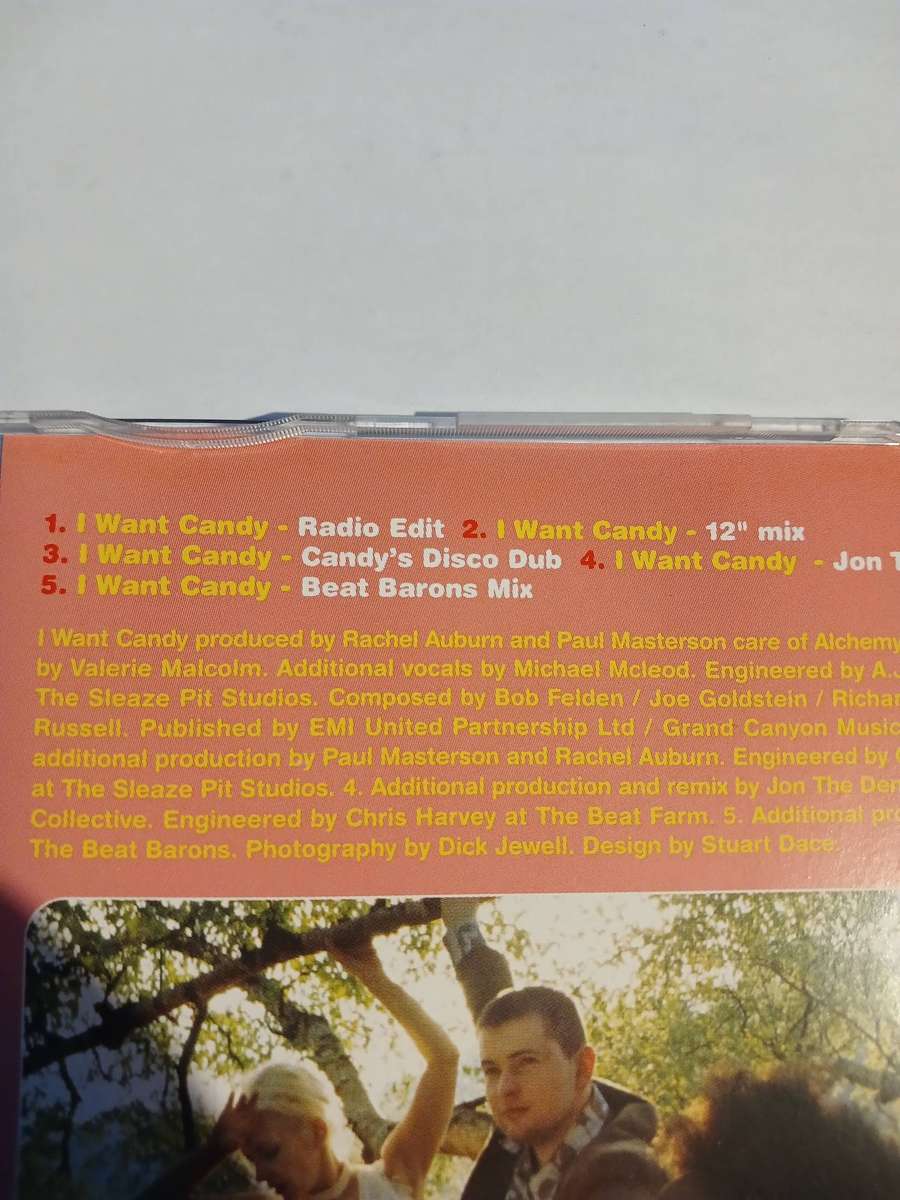 1. I Want Candy - Radio Edit 2. I Want Candy - 12" mix
3. I Want Candy - Candy's Disco Dub 4. I Want Candy - Jon
5. I Want Candy - Beat Barons Mix
I Want Candy produced by Rachel Auburn and Paul Masterson care of Alchemy
by Valerie Malcolm. Additional vocals by Michael Mcleod. Engineered by A.
The Sleaze Pit Studios. Composed by Bob Felden / Joe Goldstein / Richar
Russell. Published by EMI United Partnership Ltd / Grand Canyon Music
additional production by Paul Masterson and Rachel Auburn. Engineered by
at The Sleaze Pit Studios. 4. Additional production and remix by Jon The Den
Collective. Engineered by Chris Harvey at The Beat Farm. 5. Additional pro
The Beat Barons. Photography by Dick Jewell. Design by Stuart Dace.